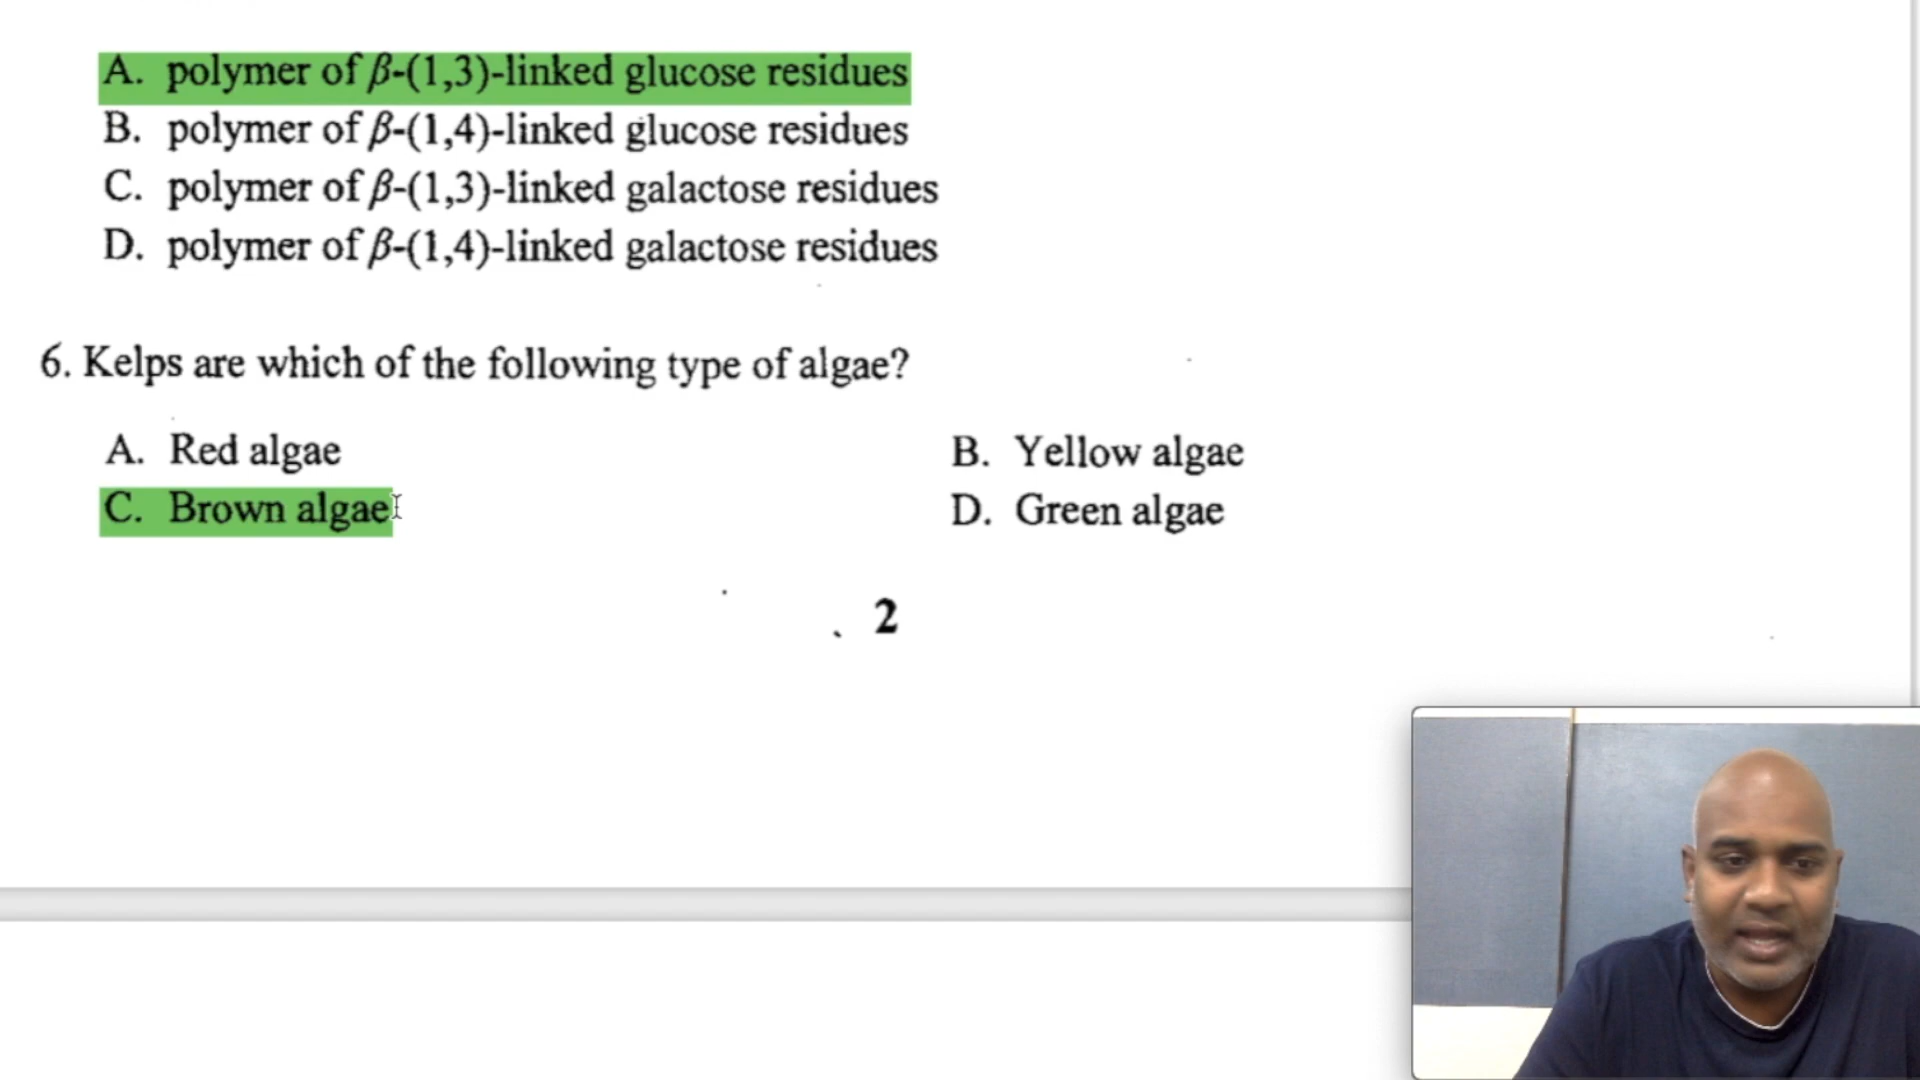 A. polymer of β-(1,3)-linked glucose residues
B. polymer of β-(1,4)-linked glucose residues
C. polymer of β-(1,3)-linked galactose residues
D. polymer of β-(1,4)-linked galactose residues
6. Kelps are which of the following type of algae?
A. Red algae
B. Yellow algae
C. Brown algae
D. Green algae
2